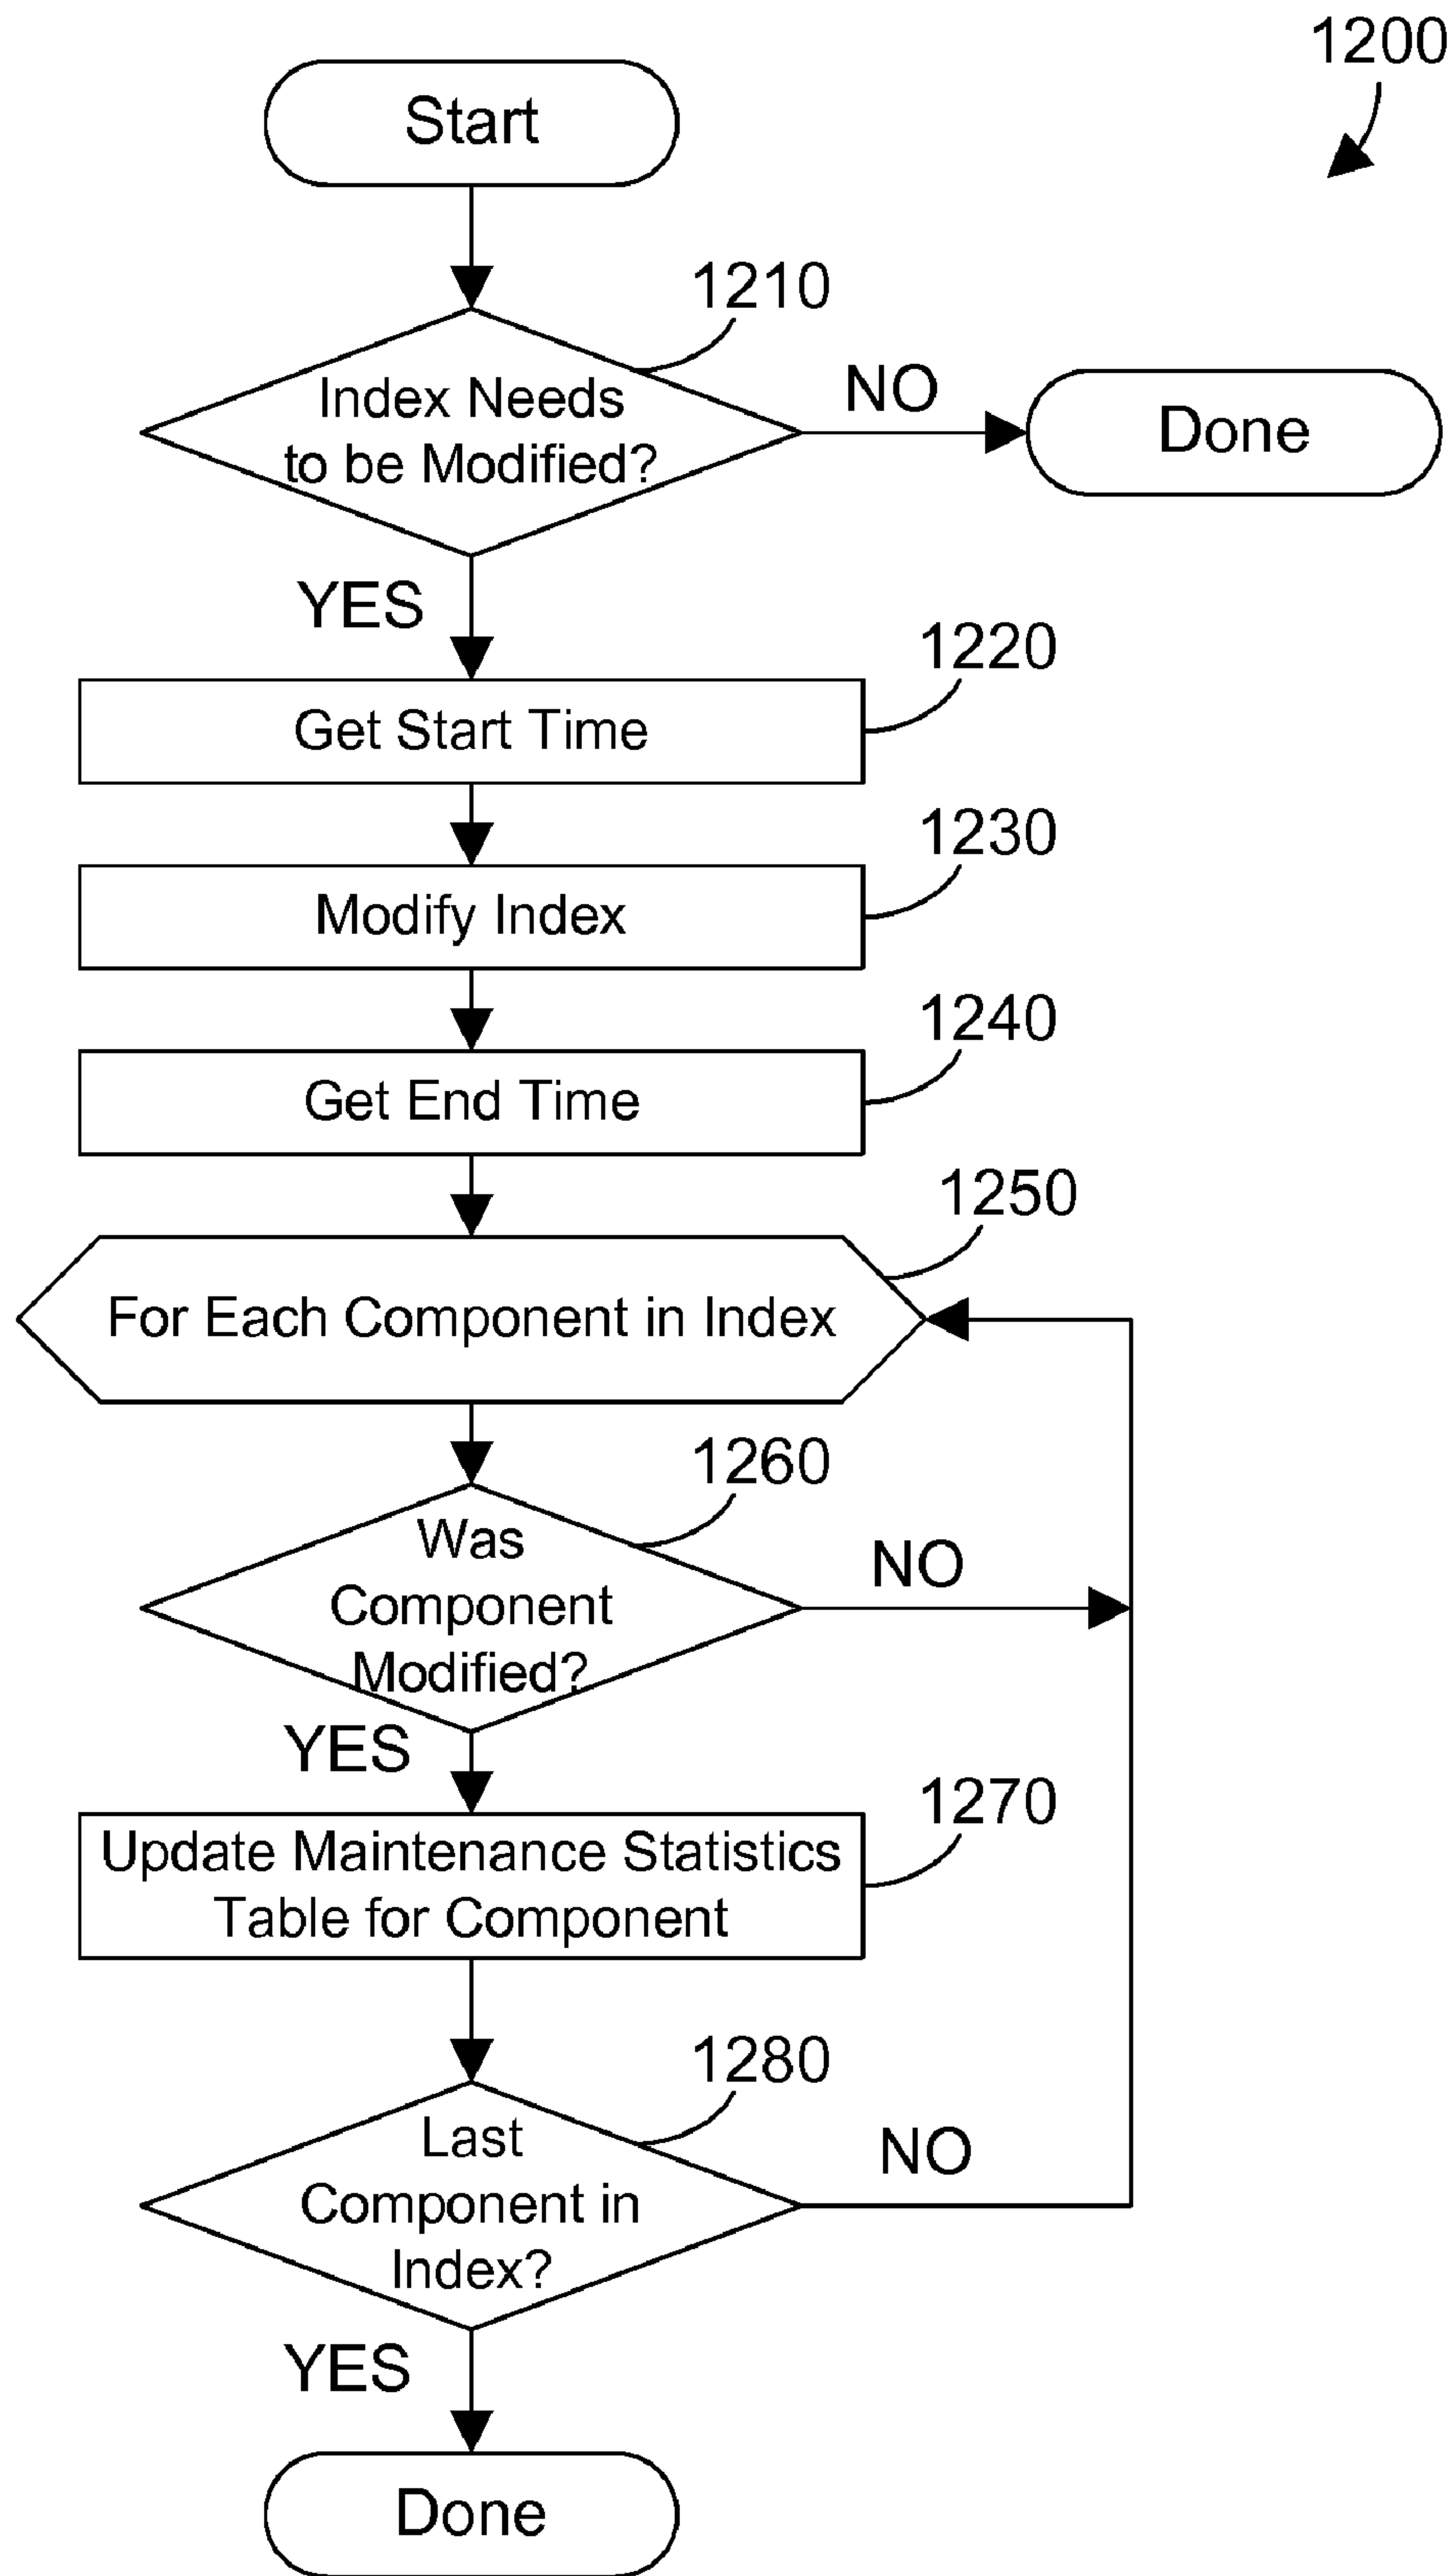 1200
Start
1210
Index Needs
to be Modified?
NO
Done
YES
1220
Get Start Time
1230
Modify Index
1240
Get End Time
1250
For Each Component in Index
1260
Was
Component
Modified?
NO
YES
1270
Update Maintenance Statistics
Table for Component
1280
Last
Component in
Index?
NO
YES
Done